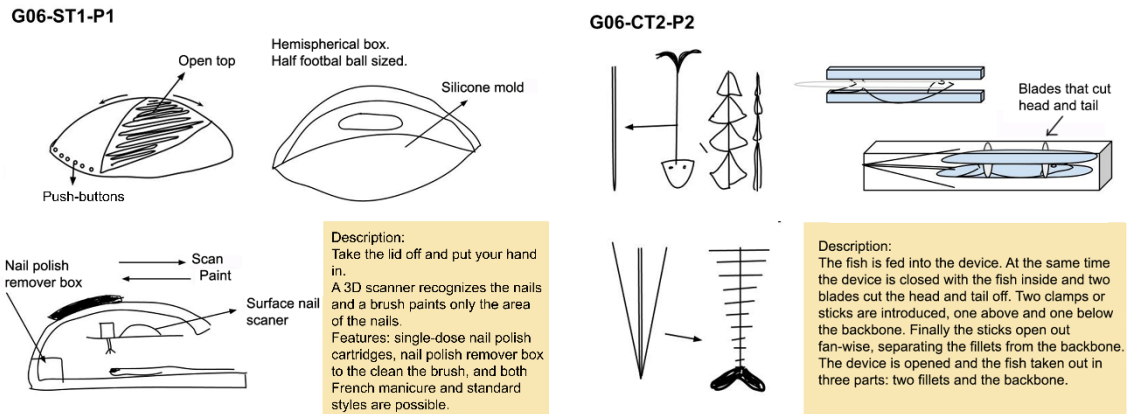 G06-ST1-P1
Hemispherical box.
Half footbal ball sized.
Open top
Silicone mold
Push-buttons
Nail polish
remover box
Scan
Paint
Surface nail
scaner
Description:
Take the lid off and put your hand
in.
A 3D scanner recognizes the nails
and a brush paints only the area
of the nails.
Features: single-dose nail polish
cartridges, nail polish remover box
to the clean the brush, and both
French manicure and standard
styles are possible.
G06-CT2-P2
Blades that cut
head and tail
Description:
The fish is fed into the device. At the same time
the device is closed with the fish inside and two
blades cut the head and tail off. Two clamps or
sticks are introduced, one above and one below
the backbone. Finally the sticks open out
fan-wise, separating the fillets from the backbone.
The device is opened and the fish taken out in
three parts: two fillets and the backbone.